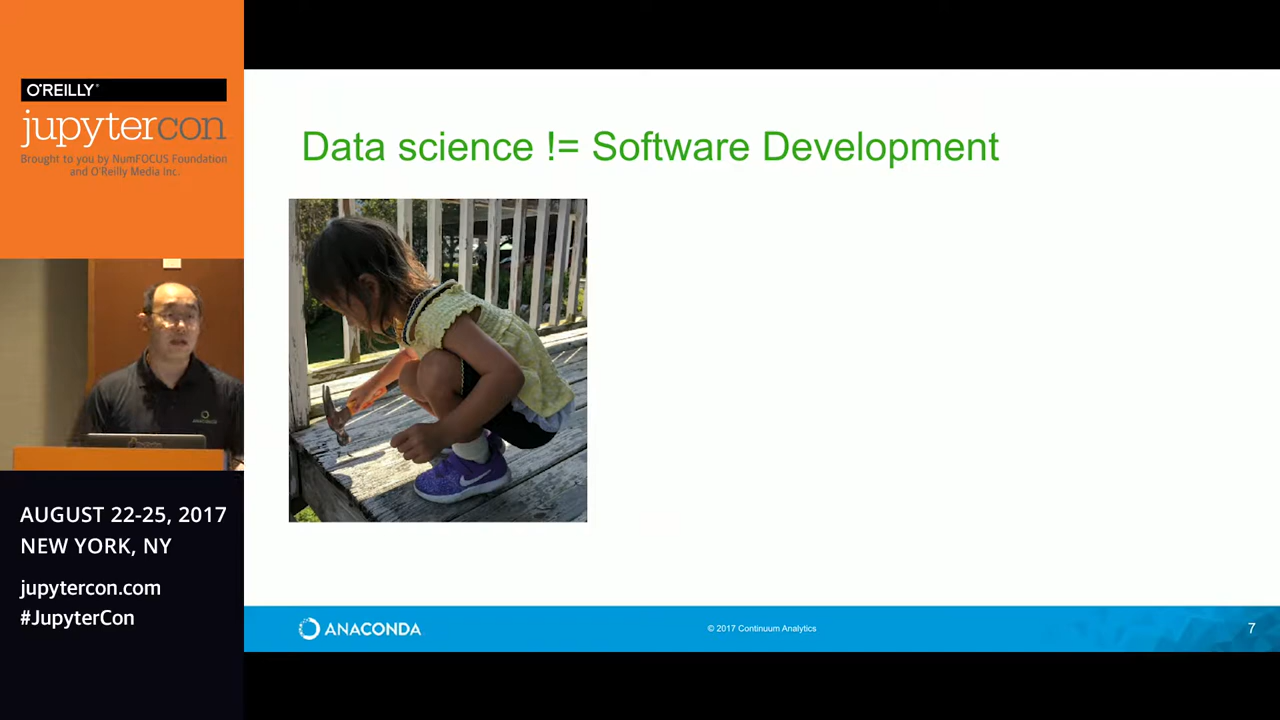 O'REILLY®
jupytercon
Brought to you by NumFOCUS Foundation
and O'Reilly Media Inc.
Data science != Software Development
ANACONDA
AUGUST 22-25, 2017
NEW YORK, NY
jupytercon.com
#JupyterCon
ANACONDA
© 2017 Continuum Analytics
7